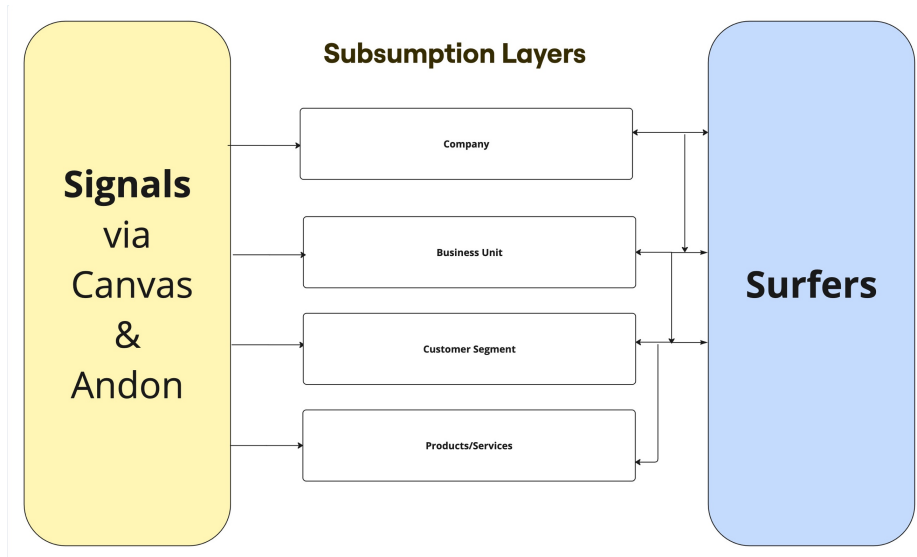 Subsumption Layers
Signals
via
Canvas
&
Andon
Company
Business Unit
Customer Segment
Products/Services
Surfers